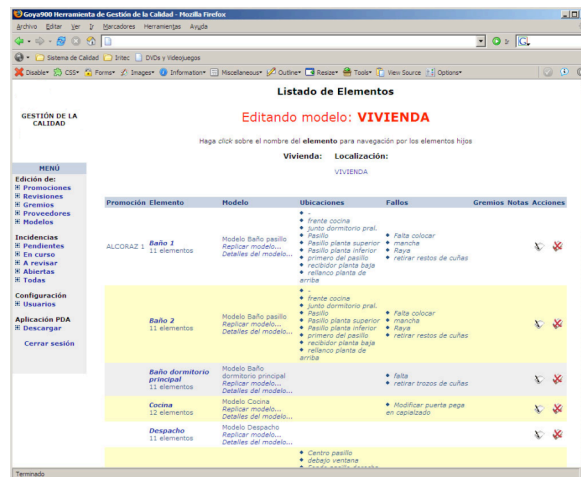 Goya900 Herramienta de Gestión de la Calidad - Mozilla Firefox
Archivo Editar Ver Ir Marcadores Herramientas Ayuda
Sistema de Calidad Iritec DVDs y Videojuegos
Disable CSS Forms Images Information Miscellaneous Outline Resize Tools View Source Options
Listado de Elementos
GESTIÓN DE LA
CALIDAD
Editando modelo: VIVIENDA
Haga click sobre el nombre del elemento para navegación por los elementos hijos
Vivienda: Localización:
VIVIENDA
MENÚ
Edición de:
Promociones
Revisiones
Gremios
Proveedores
Modelos
Incidencias
Pendientes
En curso
A revisar
Abiertas
Todas
Configuración
Usuarios
Aplicación PDA
Descargar
Cerrar sesión
Promoción Elemento Modelo Ubicaciones Fallos Gremios Notas Acciones
ALCORAZ 1
Baño 1
11 elementos
Modelo Baño pasillo
Replicar modelo...
Detalles del modelo...
-
frente cocina
junto dormitorio pral.
Pasillo
Pasillo planta superior
Pasillo planta inferior
primero del pasillo
recibidor planta baja
rellanco planta de
arriba
Falta colocar
mancha
Raya
retirar restos de cuñas
Baño 2
11 elementos
Modelo Baño pasillo
Replicar modelo...
Detalles del modelo...
-
frente cocina
junto dormitorio pral.
Pasillo
Pasillo planta superior
Pasillo planta inferior
primero del pasillo
recibidor planta baja
rellanco planta de
arriba
Falta colocar
mancha
Raya
retirar restos de cuñas
Baño dormitorio
principal
11 elementos
Modelo Baño
dormitorio principal
Replicar modelo...
Detalles del modelo...
falta
retirar trozos de cuñas
Cocina
12 elementos
Modelo Cocina
Replicar modelo...
Detalles del modelo...
Modificar puerta pega
en capialzado
Despacho
11 elementos
Modelo Despacho
Replicar modelo...
Detalles del modelo...
Centro pasillo
debajo ventana
Terminado